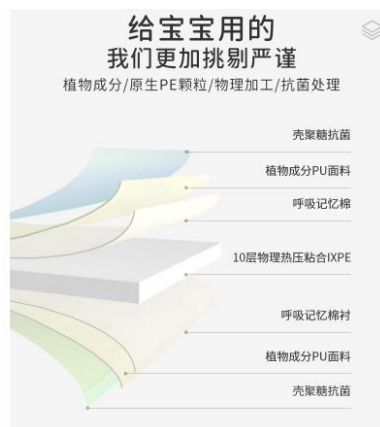 给宝宝用的
我们更加挑剔严谨
植物成分/原生PE颗粒/物理加工/抗菌处理
壳聚糖抗菌
植物成分PU面料
呼吸记忆棉
10层物理热压粘合IXPE
呼吸记忆棉衬
植物成分PU面料
壳聚糖抗菌